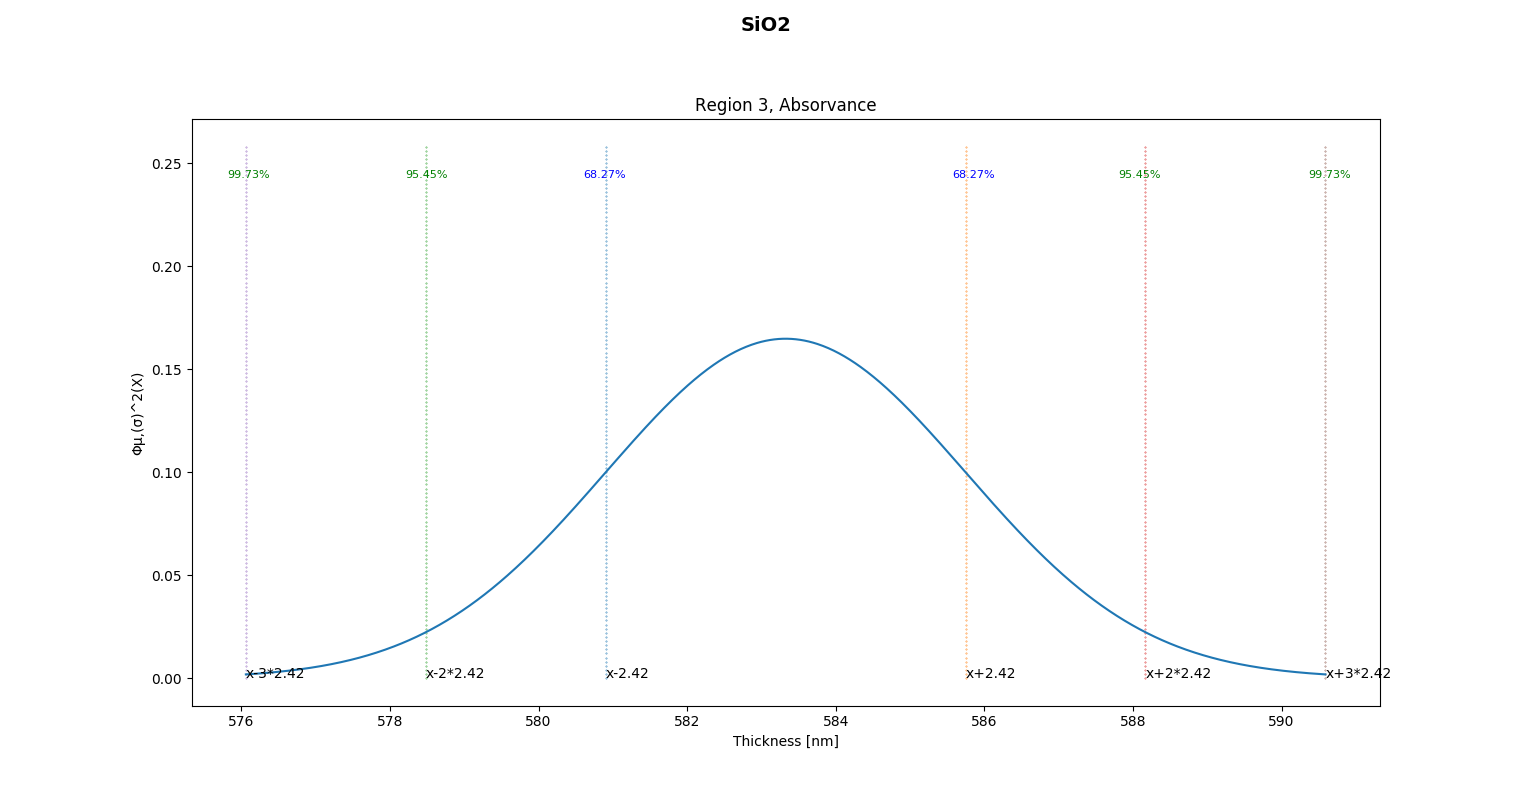 SiO2
Region 3, Absorvance
0.25
99.73% 95.45% 68.27% 68.27% 95.45% 99.73%
0.20
0.15
Φμ,(σ)^2(X)
0.10
0.05
0.00
x-3*2.42 x-2*2.42 x-2.42 x+2.42 x+2*2.42 x+3*2.42
576 578 580 582 584 586 588 590
Thickness [nm]